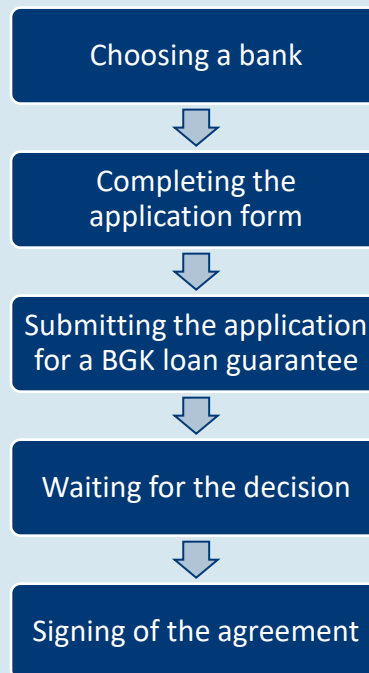 Choosing a bank
Completing the
application form
Submitting the application
for a BGK loan guarantee
Waiting for the decision
Signing of the agreement